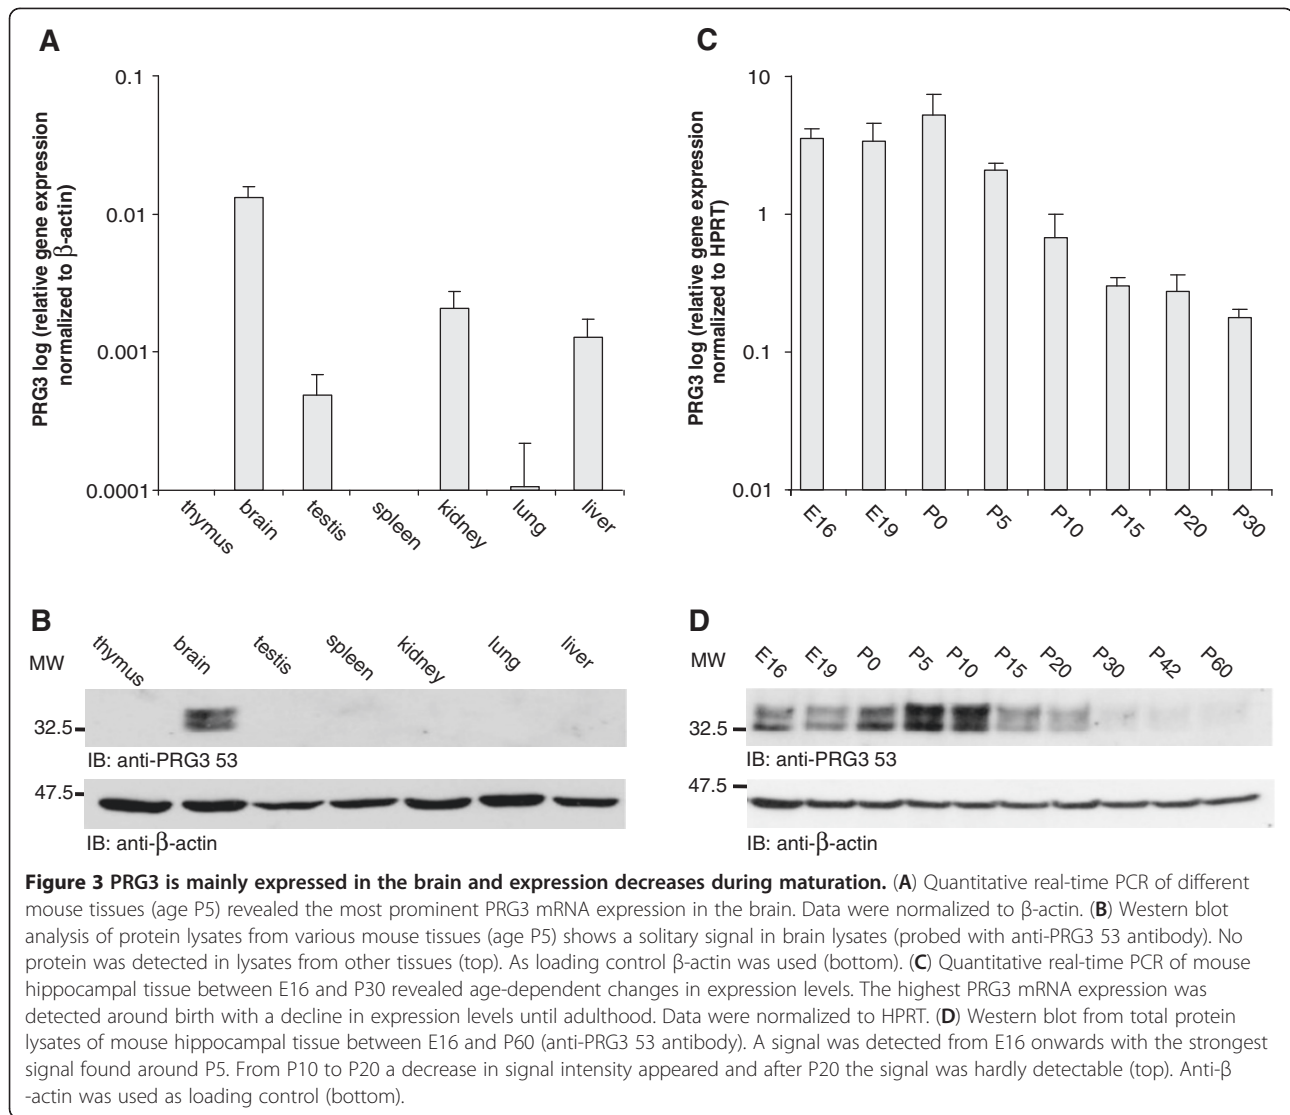 A
PRG3 log (relative gene expression
normalized to β-actin)
0.1
0.01
0.001
0.0001
thymus
brain
testis
spleen
kidney
lung
liver
C
PRG3 log (relative gene expression
normalized to HPRT)
10
1
0.1
0.01
E16
E19
P0
P5
P10
P15
P20
P30
B
MW
thymus
brain
testis
spleen
kidney
lung
liver
32.5
IB: anti-PRG3 53
47.5
IB: anti-β-actin
D
MW
E16
E19
P0
P5
P10
P15
P20
P30
P42
P60
32.5
IB: anti-PRG3 53
47.5
IB: anti-β-actin
Figure 3 PRG3 is mainly expressed in the brain and expression decreases during maturation. (A) Quantitative real-time PCR of different
mouse tissues (age P5) revealed the most prominent PRG3 mRNA expression in the brain. Data were normalized to β-actin. (B) Western blot
analysis of protein lysates from various mouse tissues (age P5) shows a solitary signal in brain lysates (probed with anti-PRG3 53 antibody). No
protein was detected in lysates from other tissues (top). As loading control β-actin was used (bottom). (C) Quantitative real-time PCR of mouse
hippocampal tissue between E16 and P30 revealed age-dependent changes in expression levels. The highest PRG3 mRNA expression was
detected around birth with a decline in expression levels until adulthood. Data were normalized to HPRT. (D) Western blot from total protein
lysates of mouse hippocampal tissue between E16 and P60 (anti-PRG3 53 antibody). A signal was detected from E16 onwards with the strongest
signal found around P5. From P10 to P20 a decrease in signal intensity appeared and after P20 the signal was hardly detectable (top). Anti-β
-actin was used as loading control (bottom).